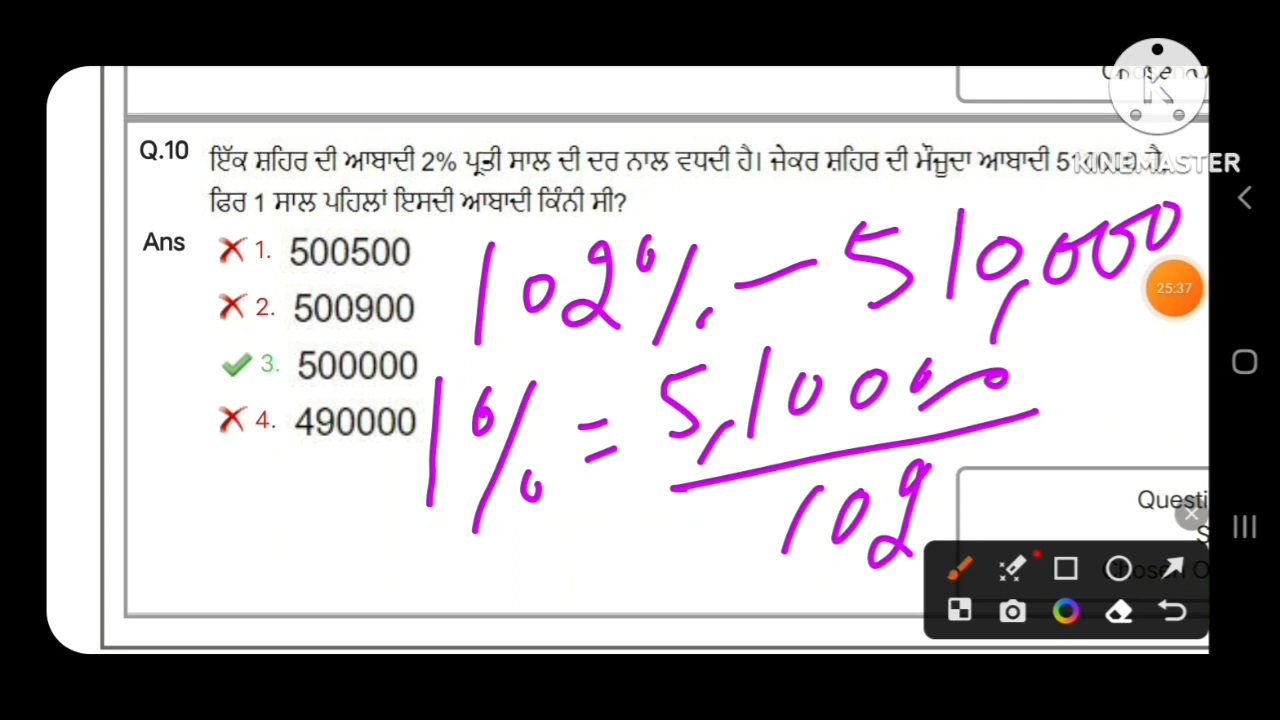 KINEMASTER
Q.10 ਇੱਕ ਸ਼ਹਿਰ ਦੀ ਆਬਾਦੀ 2% ਪ੍ਰਤੀ ਸਾਲ ਦੀ ਦਰ ਨਾਲ ਵਧਦੀ ਹੈ। ਜੇਕਰ ਸ਼ਹਿਰ ਦੀ ਮੌਜੂਦਾ ਆਬਾਦੀ
ਫਿਰ 1 ਸਾਲ ਪਹਿਲਾਂ ਇਸਦੀ ਆਬਾਦੀ ਕਿੰਨੀ ਸੀ?
Ans 1. 500500
2. 500900
3. 500000
4. 490000
102% — 510,000
1% = 5,10000
102
25:37
Questi